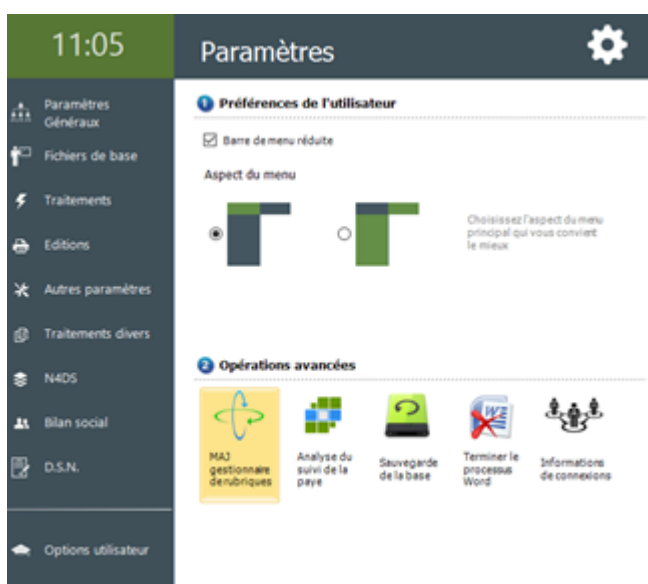 11:05
Paramètres
Paramètres
Généraux
Fichiers de base
Traitements
Editions
Autres paramètres
Traitements divers
N4DS
Bilan social
D.S.N.
Options utilisateur
1 Préférences de l'utilisateur
Barre de menu réduite
Aspect du menu
Choisissez l'aspect du menu
principal qui vous convient
le mieux
2 Opérations avancées
MAJ
gestionnaire
de rubriques
Analyse du
suivi de la
paye
Sauvegarde
de la base
W
Terminer le
processus
Word
Informations
de connexions